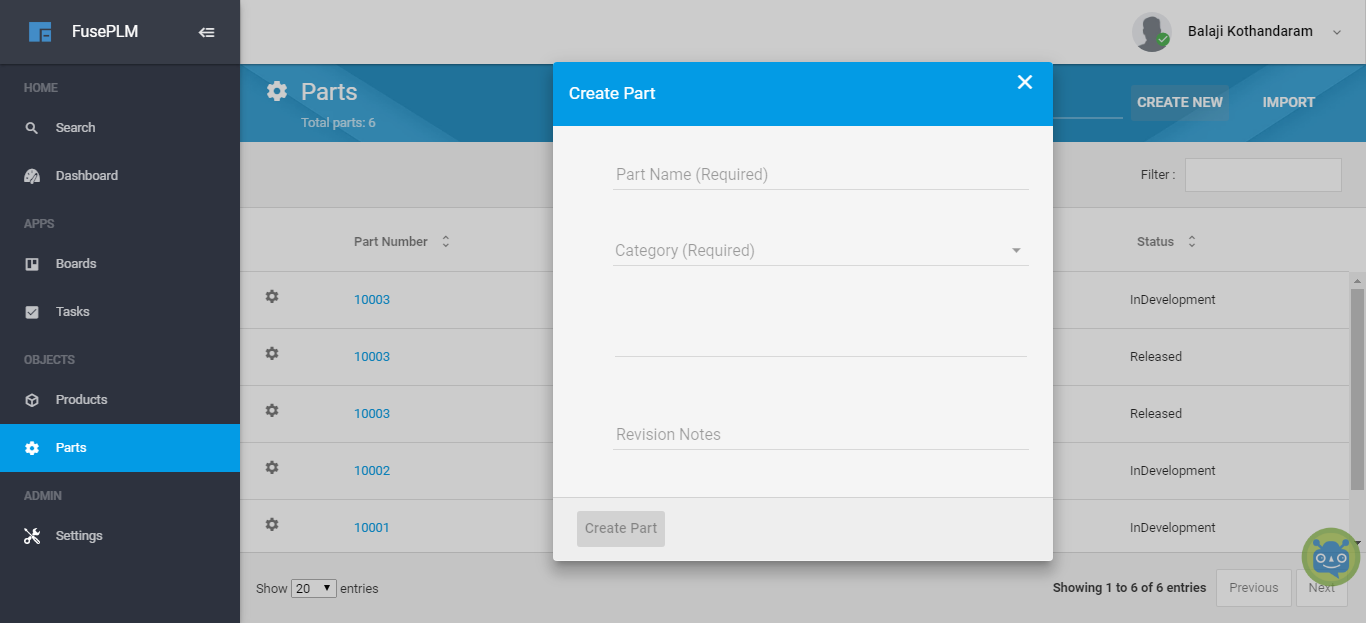 FusePLM
Balaji Kothandaram
HOME
Search
Dashboard
APPS
Boards
Tasks
OBJECTS
Products
Parts
ADMIN
Settings
Parts
Total parts: 6
CREATE NEW
IMPORT
Filter :
Part Number
Status
10003
InDevelopment
10003
Released
10003
Released
10002
InDevelopment
10001
InDevelopment
Show 20 entries
Showing 1 to 6 of 6 entries
Previous
Next
Create Part
Part Name (Required)
Category (Required)
Revision Notes
Create Part